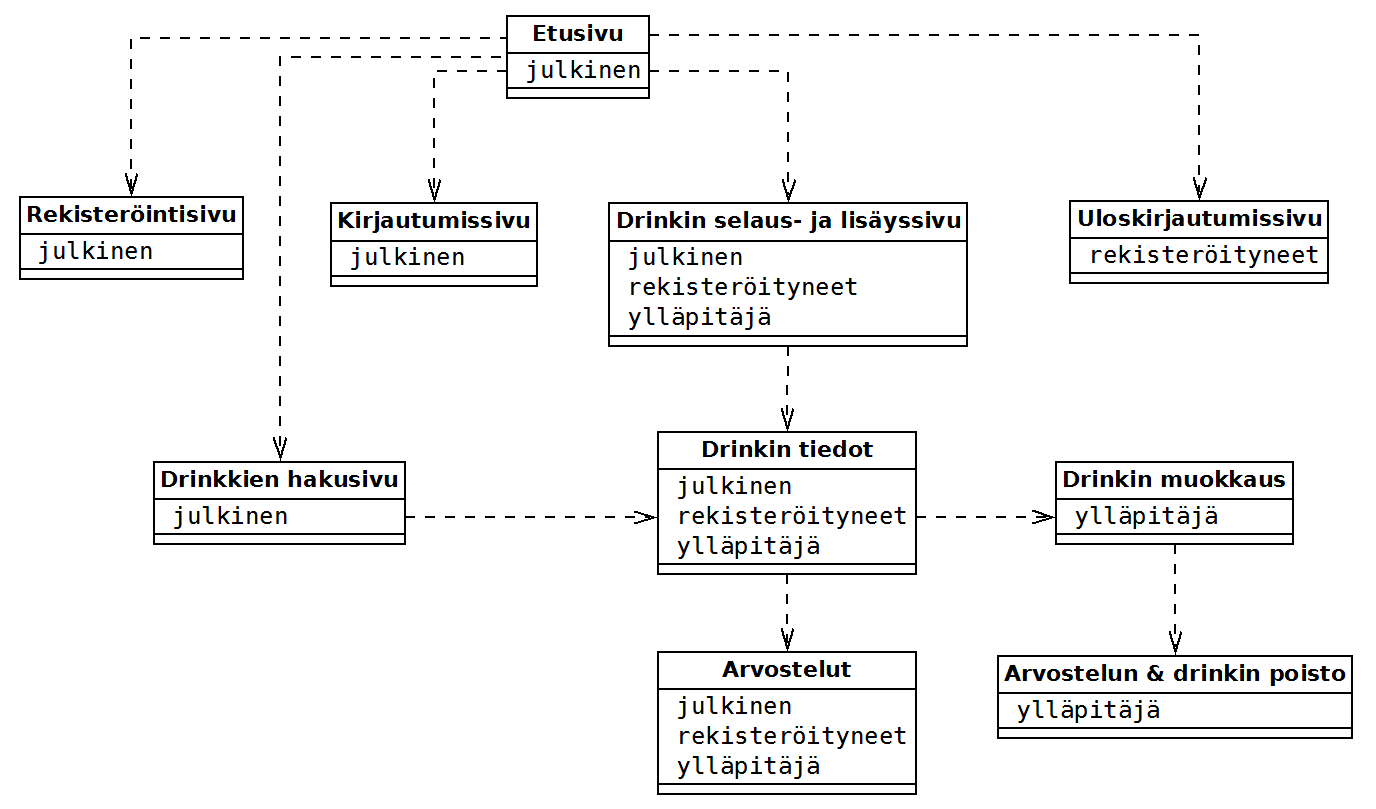 Etusivu
julkinen
Rekisteröintisivu
julkinen
Kirjautumissivu
julkinen
Drinkin selaus- ja lisäyssivu
julkinen
rekisteröityneet
ylläpitäjä
Uloskirjautumissivu
rekisteröityneet
Drinkkien hakusivu
julkinen
Drinkin tiedot
julkinen
rekisteröityneet
ylläpitäjä
Drinkin muokkaus
ylläpitäjä
Arvostelut
julkinen
rekisteröityneet
ylläpitäjä
Arvostelun & drinkin poisto
ylläpitäjä